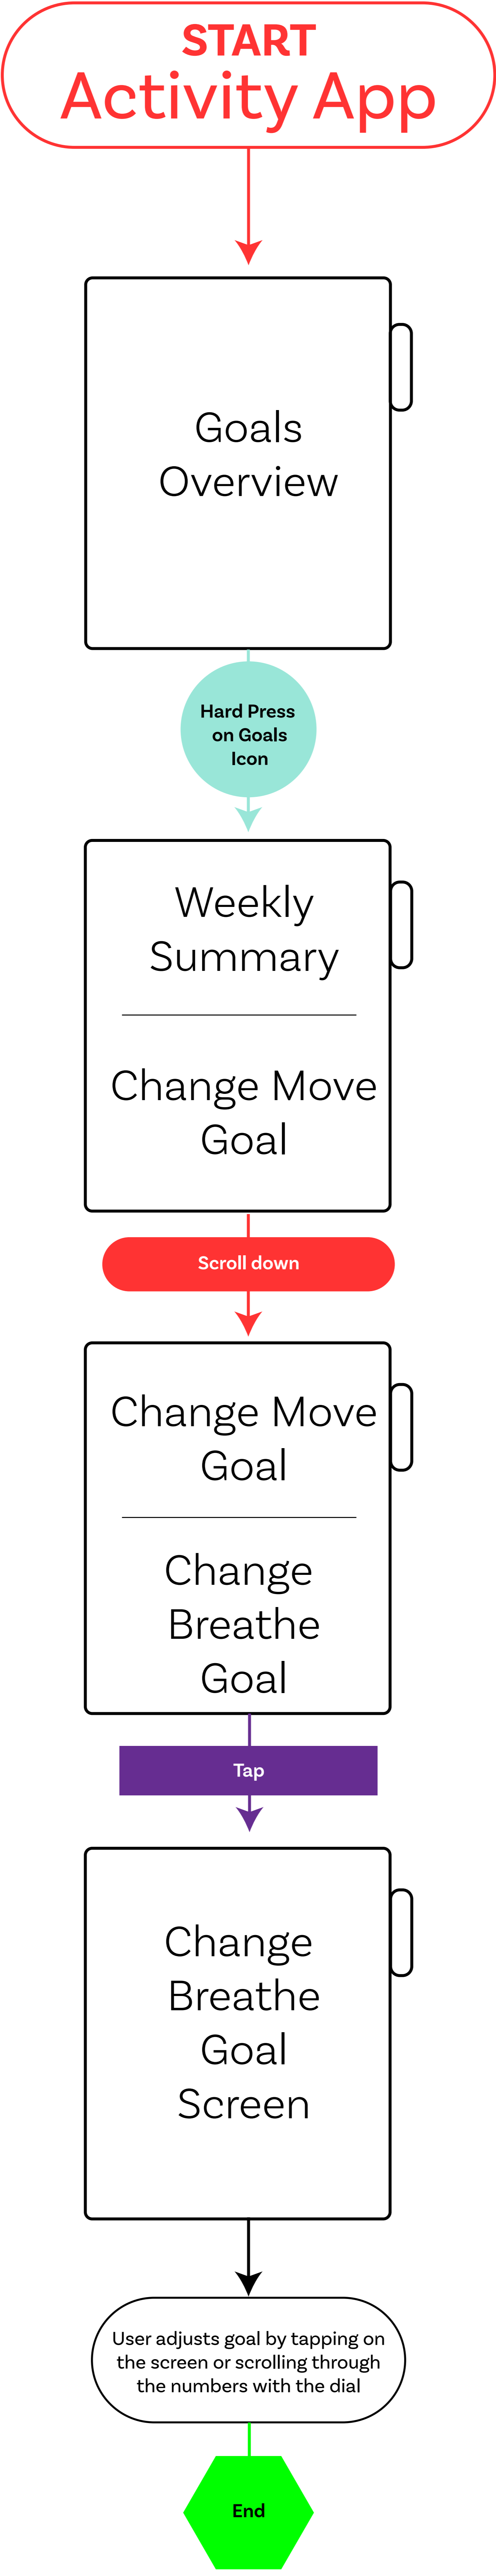 START
Activity App
Goals
Overview
Hard Press
on Goals
Icon
Weekly
Summary
Change Move
Goal
Scroll down
Change Move
Goal
Change
Breathe
Goal
Tap
Change
Breathe
Goal
Screen
User adjusts goal by tapping on
the screen or scrolling through
the numbers with the dial
End